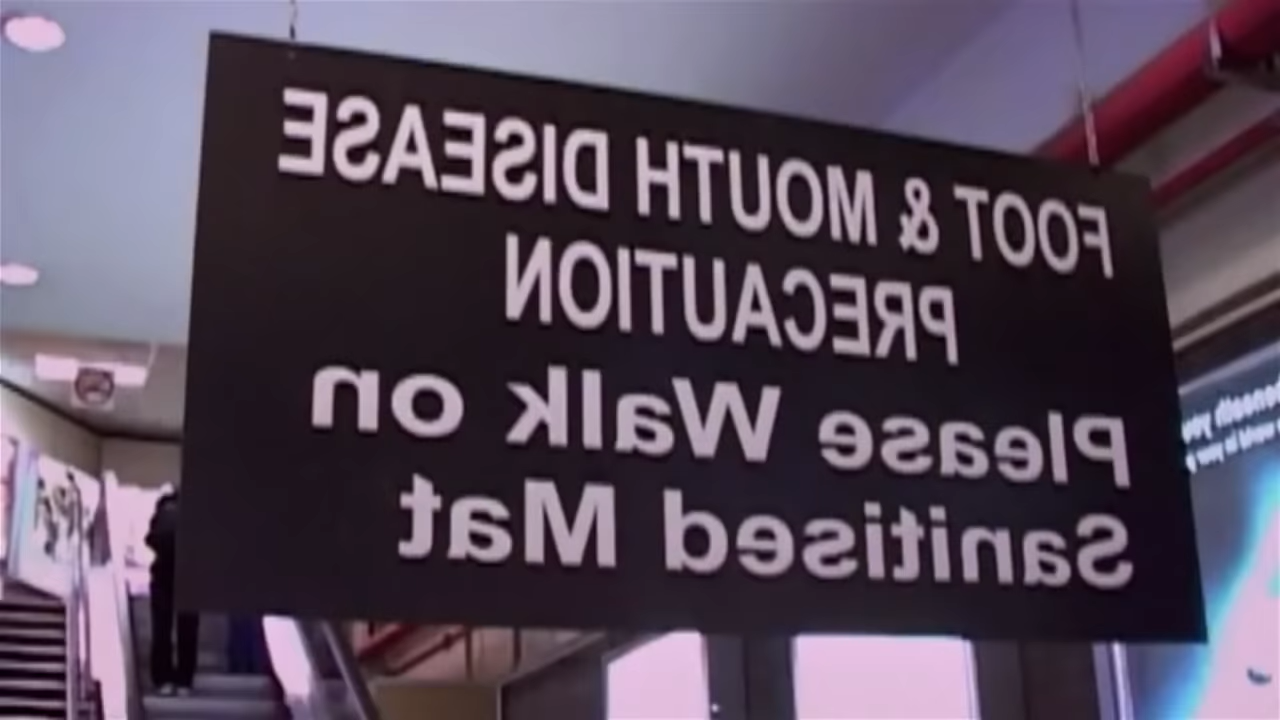 FOOT & MOUTH DISEASE
PRECAUTION
Please Walk on
Sanitised Mat